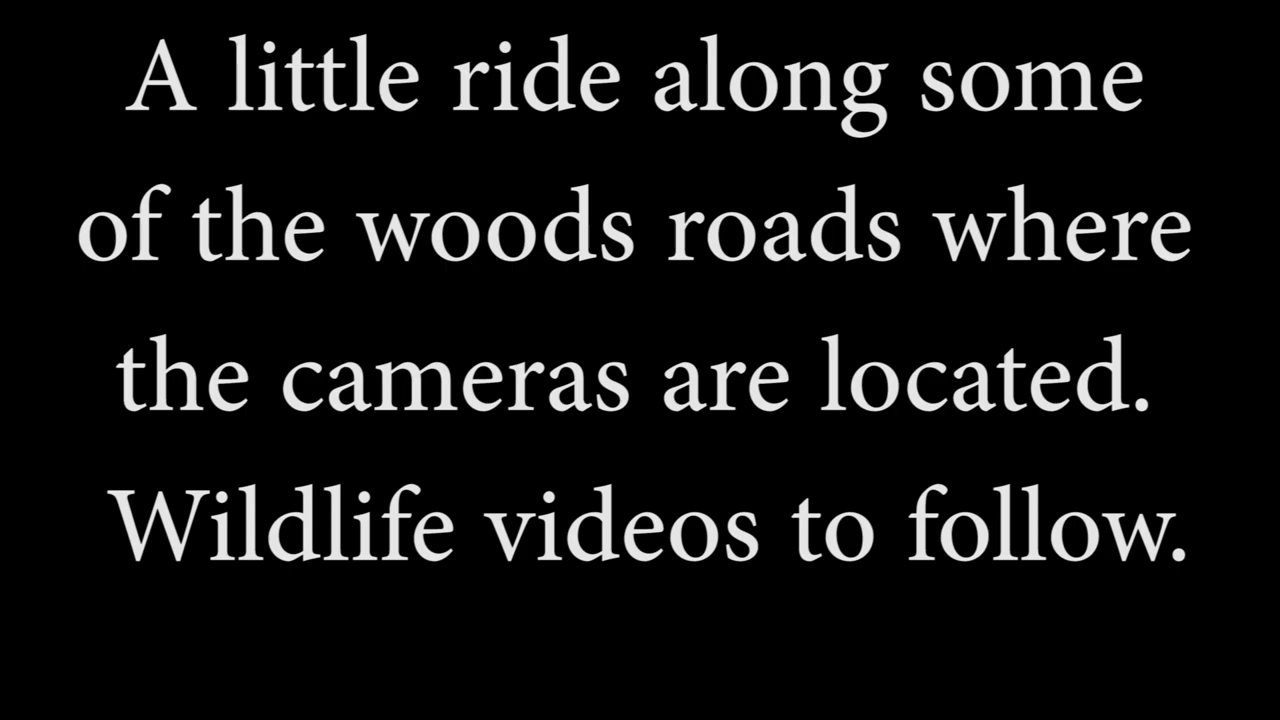 A little ride along some
of the woods roads where
the cameras are located.
Wildlife videos to follow.